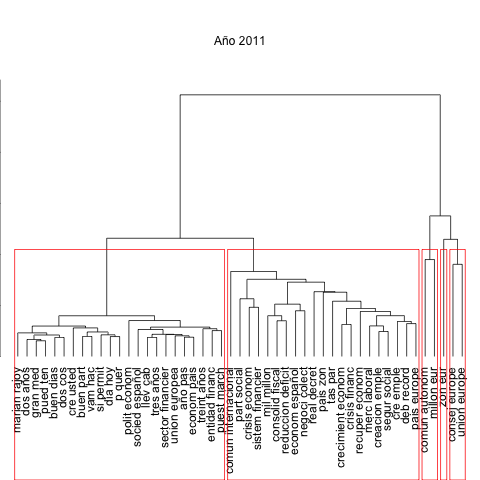 Año 2011
marian rajoy
dos años
gran med
pued ten
buen dias
dos cos
cre usted
buen part
vam hac
si permit
dia hoy
p quer
polit econom
socied español
llev cab
tres años
sector financier
union europea
amo pas
econom pais
treint años
entidad financ
puest march
comun international
part social
crisis econom
sistem financier
mil millon
consolid fiscal
reduccion deficit
econom español
negoci colect
real decret
pais zon
tas par
crecimient econom
crisis financ
recuper econom
merc laboral
creacion emple
segur social
cre emple
deb record
pais europe
comun autonom
millon eur
zon eur
consej europe
union europe